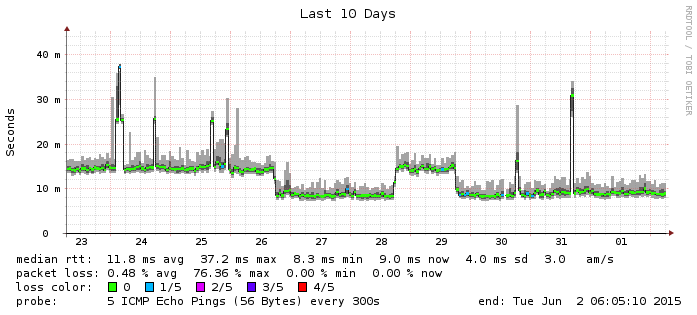 Last 10 Days
RRDTOOL / TOBI OETIKER
Seconds
40 m
30 m
20 m
10 m
0
23 24 25 26 27 28 29 30 31 01
median rtt: 11.8 ms avg 37.2 ms max 8.3 ms min 9.0 ms now 4.0 ms sd 3.0 am/s
packet loss: 0.48 % avg 76.36 % max 0.00 % min 0.00 % now
loss color: 0 1/5 2/5 3/5 4/5
probe: 5 ICMP Echo Pings (56 Bytes) every 300s end: Tue Jun 2 06:05:10 2015